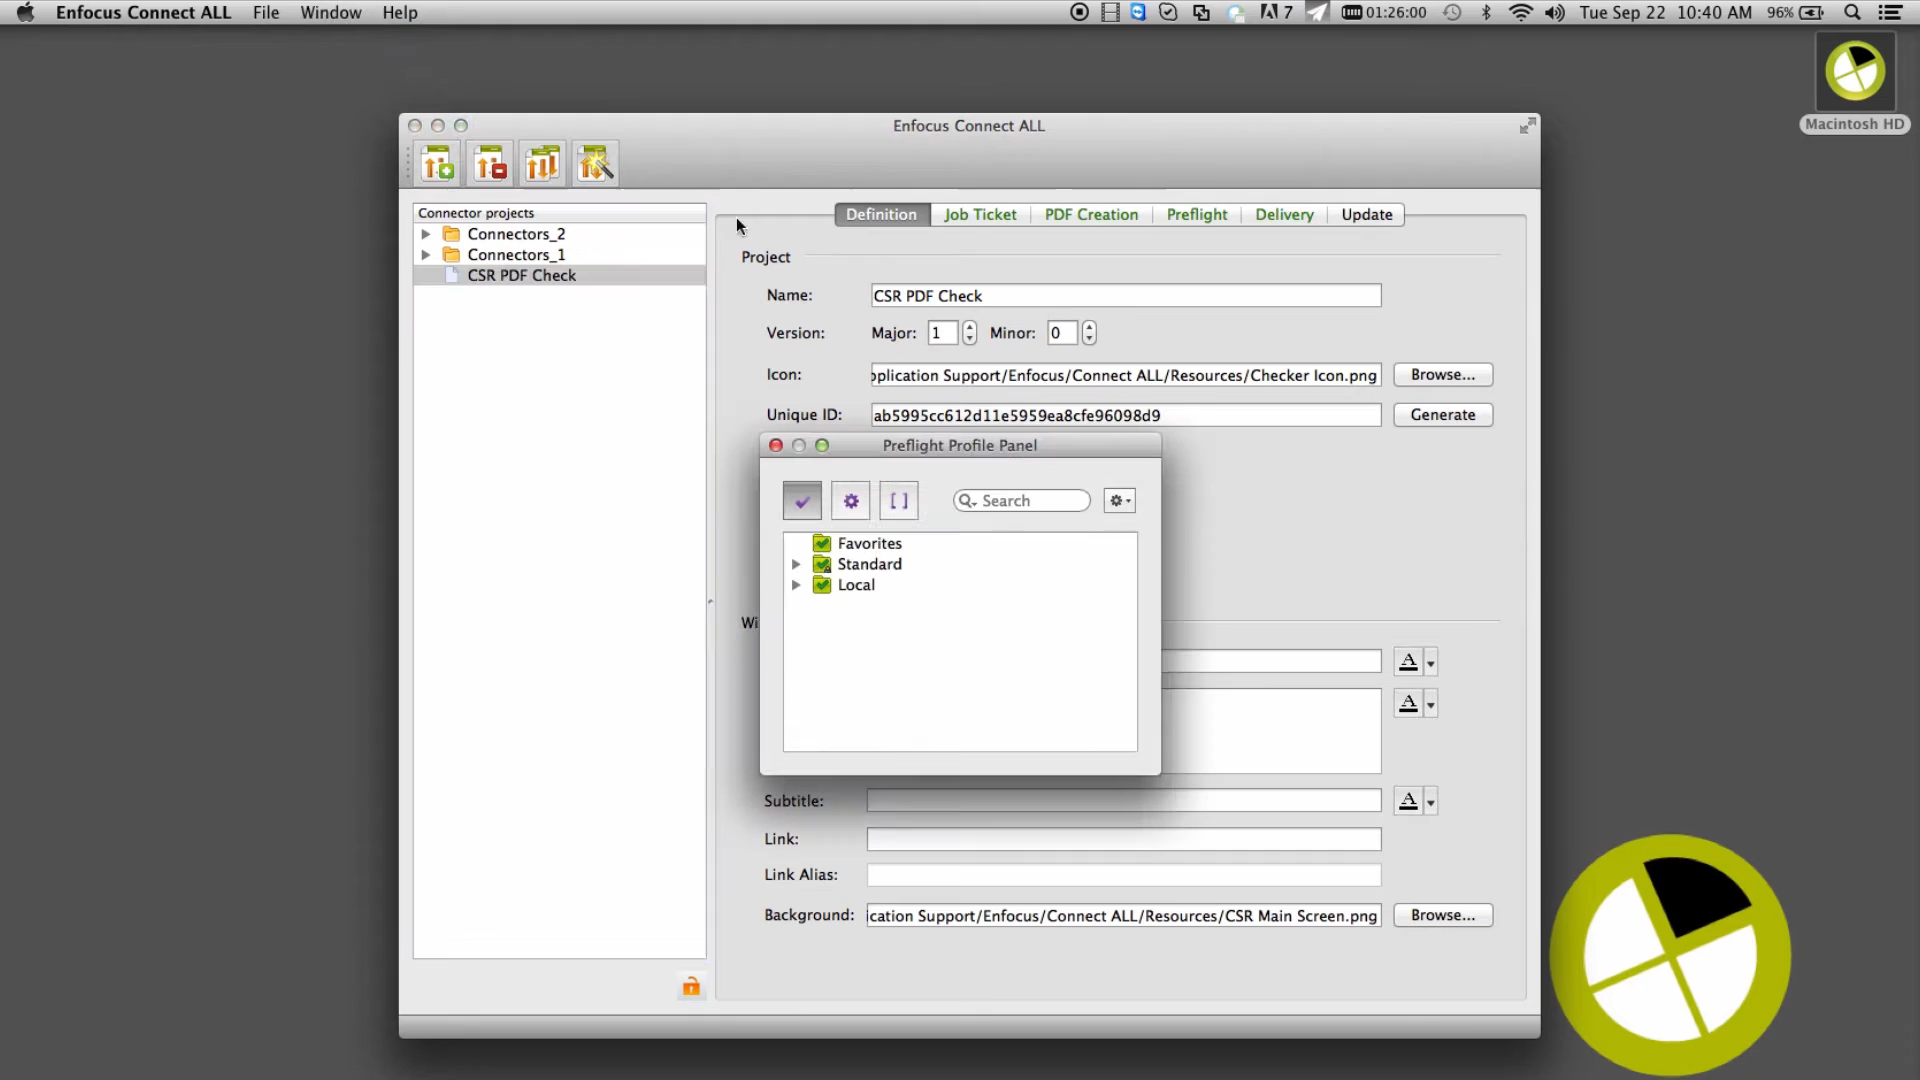 Enfocus Connect ALL File Window Help 7 01:26:00 Tue Sep 22 10:40 AM 96%
Macintosh HD
Enfocus Connect ALL
Connector projects
Connectors_2
Connectors_1
CSR PDF Check
Definition Job Ticket PDF Creation Preflight Delivery Update
Project
Name: CSR PDF Check
Version: Major: 1 Minor: 0
Icon: plication Support/Enfocus/Connect ALL/Resources/Checker Icon.png Browse...
Unique ID: ab5995cc612d11e5959ea8cfe96098d9 Generate
Preflight Profile Panel
Search
Favorites
Standard
Local
Wi
A
A
Subtitle: A
Link:
Link Alias:
Background: ication Support/Enfocus/Connect ALL/Resources/CSR Main Screen.png Browse...